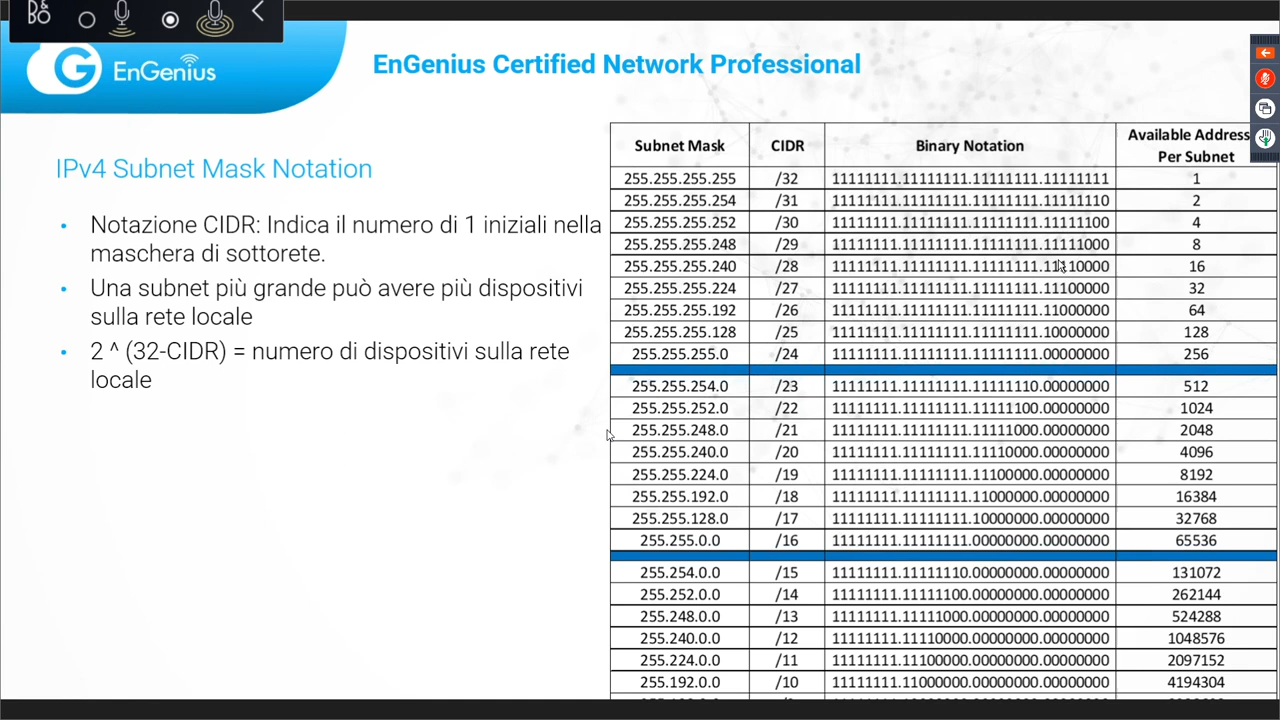 EnGenius
EnGenius Certified Network Professional
IPv4 Subnet Mask Notation
• Notazione CIDR: Indica il numero di 1 iniziali nella
maschera di sottorete.
• Una subnet più grande può avere più dispositivi
sulla rete locale
• 2 ^ (32-CIDR) = numero di dispositivi sulla rete
locale
Subnet Mask CIDR Binary Notation Available Address
Per Subnet
255.255.255.255 /32 11111111.11111111.11111111.11111111 1
255.255.255.254 /31 11111111.11111111.11111111.11111110 2
255.255.255.252 /30 11111111.11111111.11111111.11111100 4
255.255.255.248 /29 11111111.11111111.11111111.11111000 8
255.255.255.240 /28 11111111.11111111.11111111.11110000 16
255.255.255.224 /27 11111111.11111111.11111111.11100000 32
255.255.255.192 /26 11111111.11111111.11111111.11000000 64
255.255.255.128 /25 11111111.11111111.11111111.10000000 128
255.255.255.0 /24 11111111.11111111.11111111.00000000 256
255.255.254.0 /23 11111111.11111111.11111110.00000000 512
255.255.252.0 /22 11111111.11111111.11111100.00000000 1024
255.255.248.0 /21 11111111.11111111.11111000.00000000 2048
255.255.240.0 /20 11111111.11111111.11110000.00000000 4096
255.255.224.0 /19 11111111.11111111.11100000.00000000 8192
255.255.192.0 /18 11111111.11111111.11000000.00000000 16384
255.255.128.0 /17 11111111.11111111.10000000.00000000 32768
255.255.0.0 /16 11111111.11111111.00000000.00000000 65536
255.254.0.0 /15 11111111.11111110.00000000.00000000 131072
255.252.0.0 /14 11111111.11111100.00000000.00000000 262144
255.248.0.0 /13 11111111.11111000.00000000.00000000 524288
255.240.0.0 /12 11111111.11110000.00000000.00000000 1048576
255.224.0.0 /11 11111111.11100000.00000000.00000000 2097152
255.192.0.0 /10 11111111.11000000.00000000.00000000 4194304